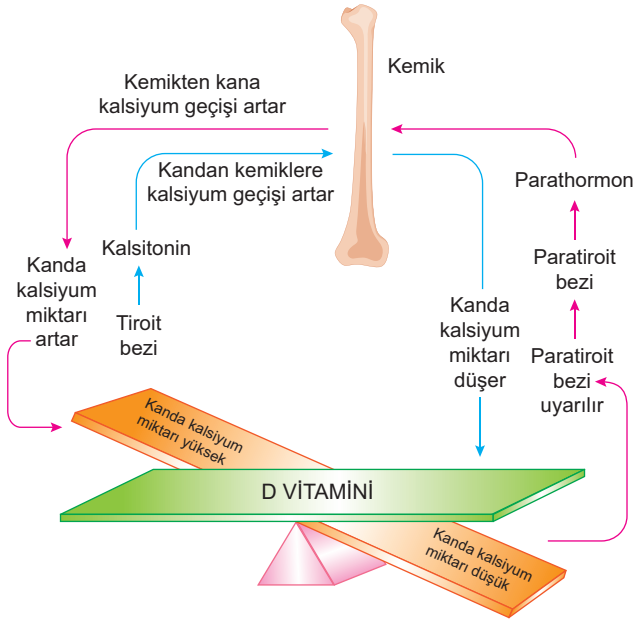 Kemik
Kemikten kana
kalsiyum geçişi artar
Kandan kemiklere
kalsiyum geçişi artar
Parathormon
Kalsitonin
Paratiroit
bezi
Kanda
kalsiyum
miktarı
artar
Tiroit
bezi
Kanda
kalsiyum
miktarı
düşer
Paratiroit
bezi
uyarılır
Kanda kalsiyum
miktarı yüksek
D VİTAMİNİ
Kanda kalsiyum
miktarı düşük